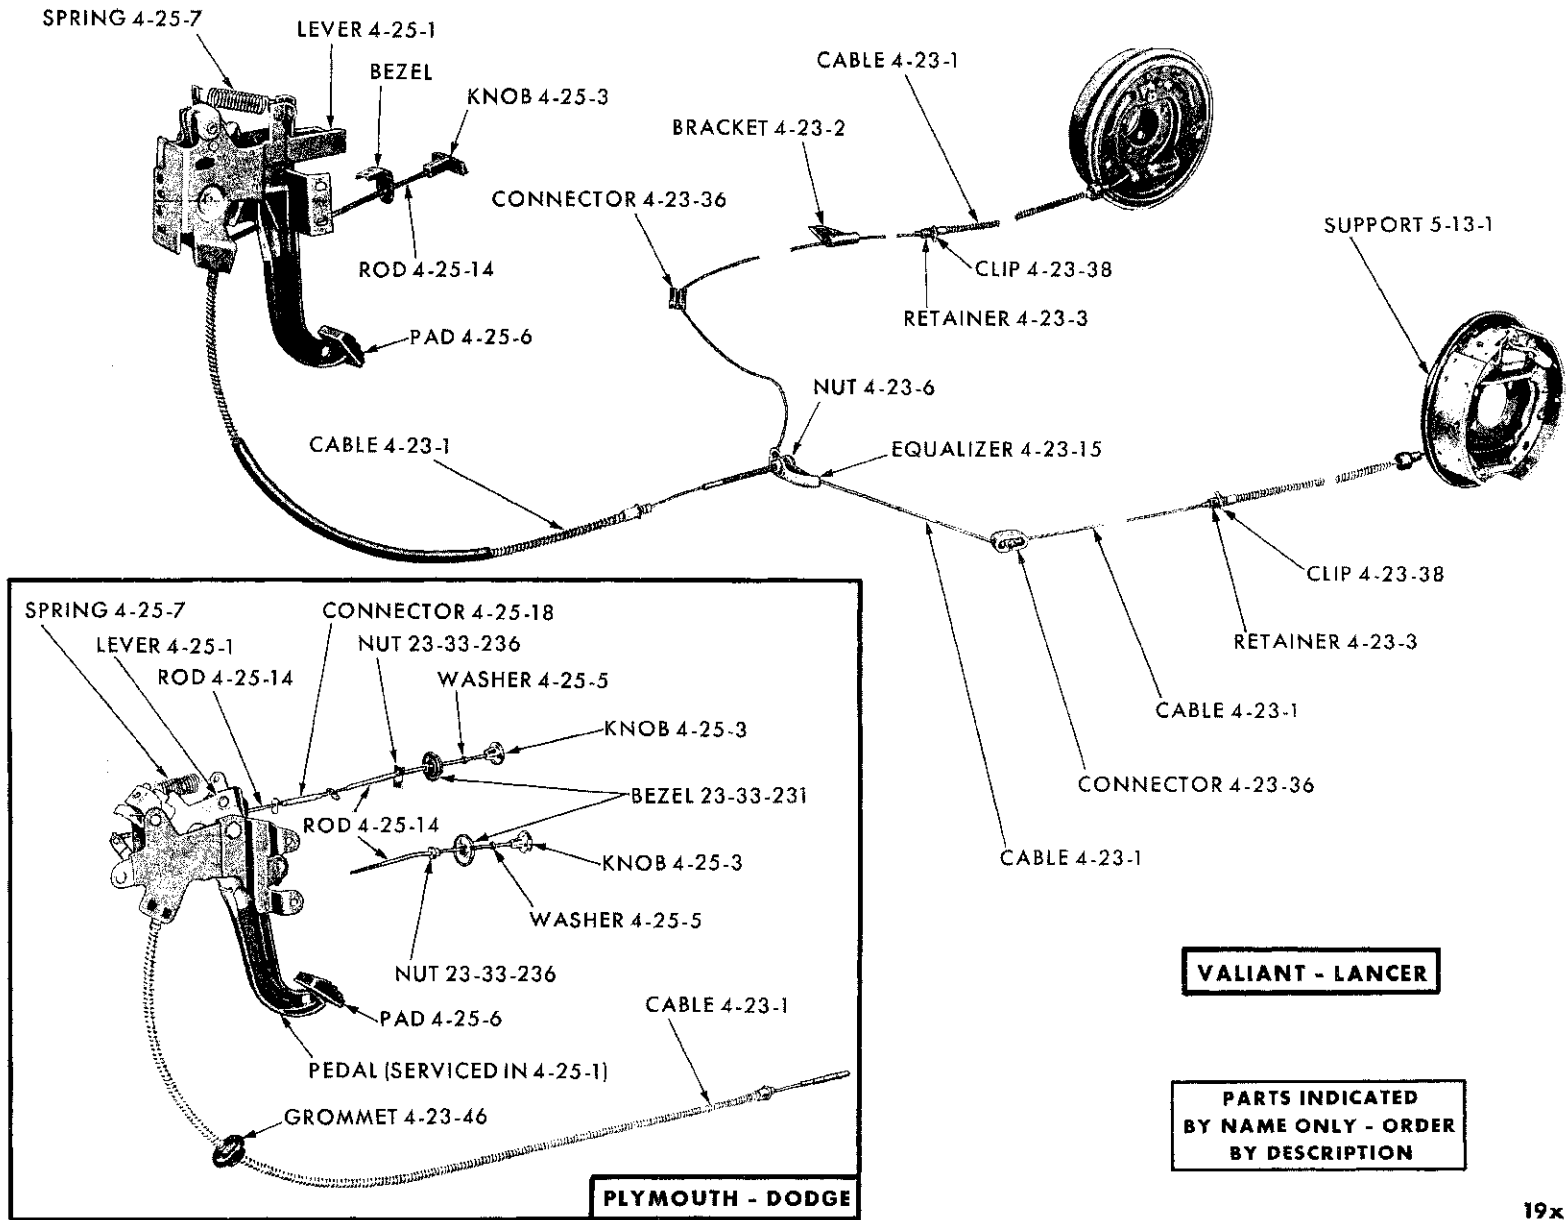 SPRING 4-25-7
LEVER 4-25-1
BEZEL
KNOB 4-25-3
CABLE 4-23-1
BRACKET 4-23-2
CONNECTOR 4-23-36
SUPPORT 5-13-1
ROD 4-25-14
CLIP 4-23-38
RETAINER 4-23-3
PAD 4-25-6
NUT 4-23-6
CABLE 4-23-1
EQUALIZER 4-23-15
CLIP 4-23-38
RETAINER 4-23-3
CABLE 4-23-1
CONNECTOR 4-23-36
CABLE 4-23-1
SPRING 4-25-7
CONNECTOR 4-25-18
LEVER 4-25-1
NUT 23-33-236
ROD 4-25-14
WASHER 4-25-5
KNOB 4-25-3
BEZEL 23-33-231
ROD 4-25-14
KNOB 4-25-3
WASHER 4-25-5
NUT 23-33-236
PAD 4-25-6
CABLE 4-23-1
PEDAL (SERVICED IN 4-25-1)
GROMMET 4-23-46
PLYMOUTH - DODGE
VALIANT - LANCER
PARTS INDICATED
BY NAME ONLY - ORDER
BY DESCRIPTION
19x